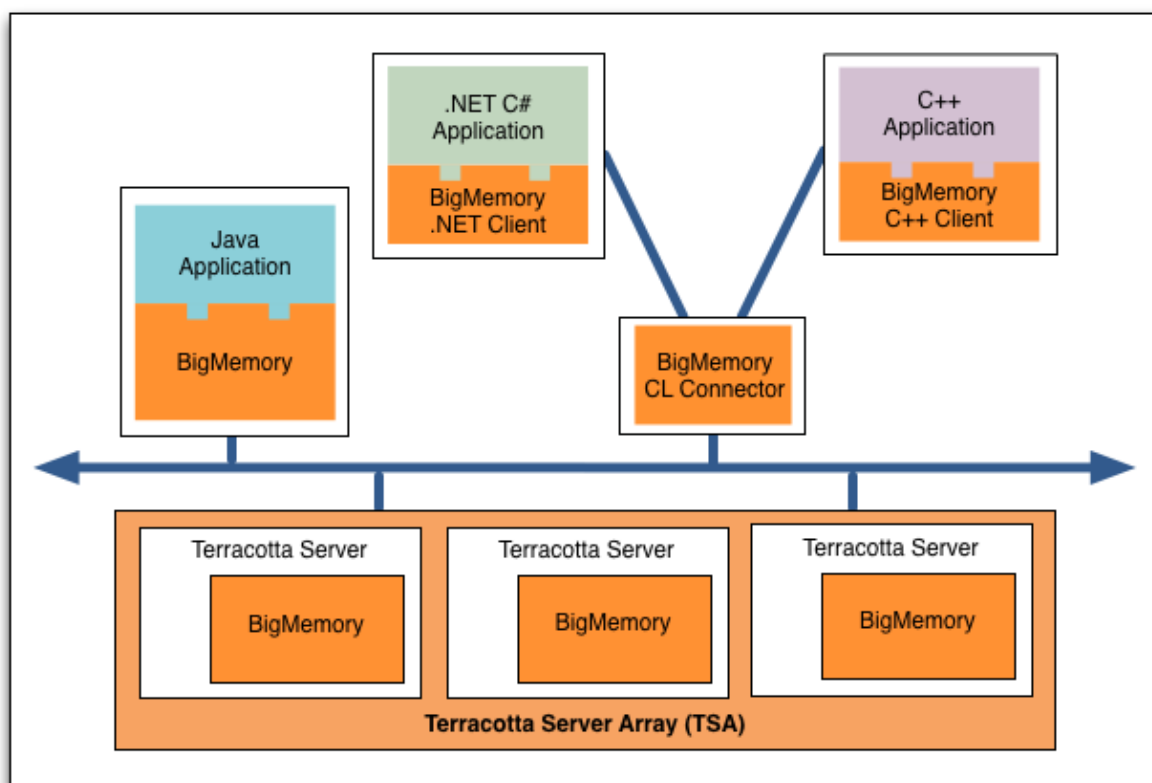 .NET C#
Application
BigMemory
.NET Client
C++
Application
BigMemory
C++ Client
Java
Application
BigMemory
BigMemory
CL Connector
Terracotta Server
BigMemory
Terracotta Server
BigMemory
Terracotta Server
BigMemory
Terracotta Server Array (TSA)